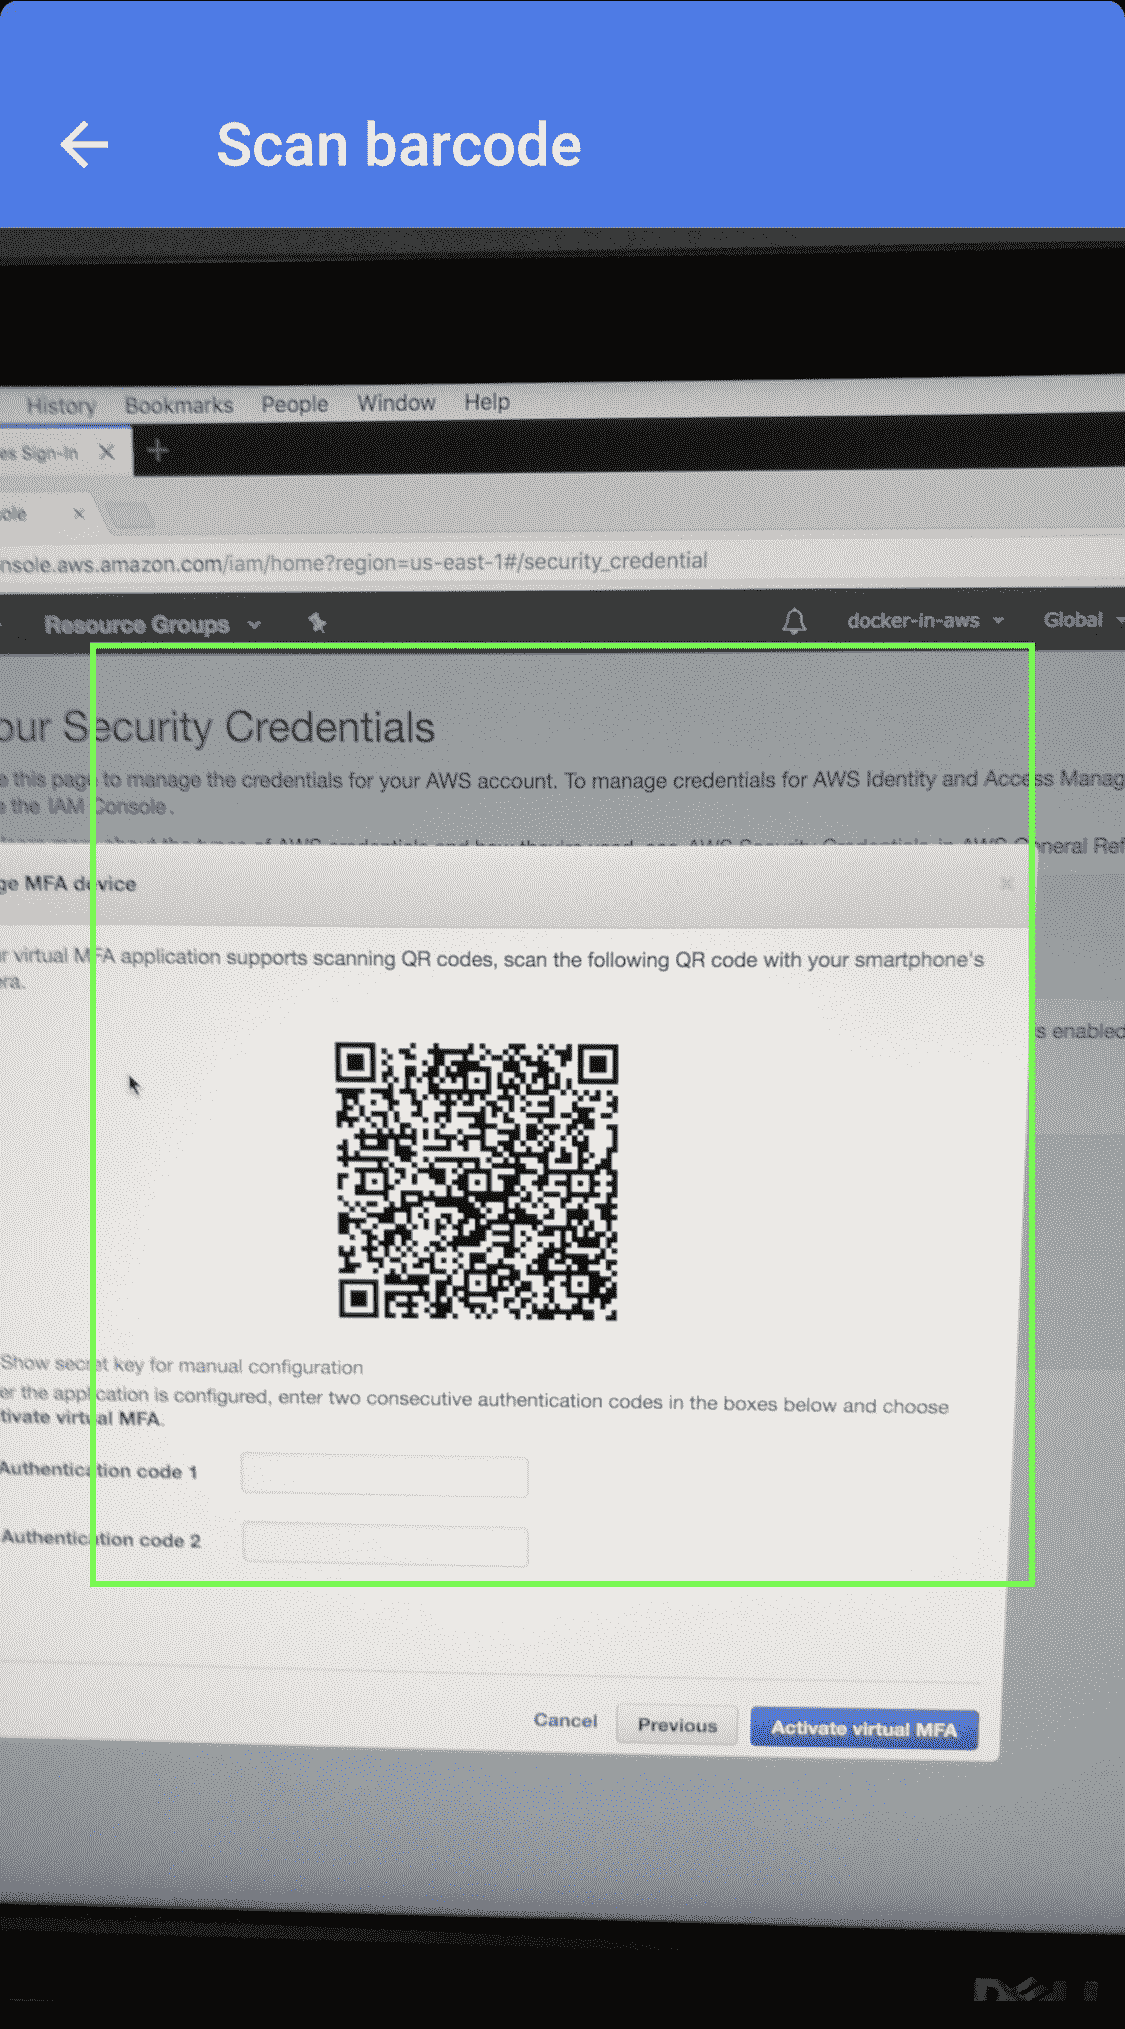 Scan barcode
History Bookmarks People Window Help
es Sign-In
ole
nsole.aws.amazon.com/iam/home?region=us-east-1#/security_credential
Resource Groups docker-in-aws Global
our Security Credentials
e this page to manage the credentials for your AWS account. To manage credentials for AWS Identity and Access Manag
e the IAM Console.
AWS General Ref
ge MFA device
r virtual MFA application supports scanning QR codes, scan the following QR code with your smartphone's
era.
s enabled
Show secret key for manual configuration
er the application is configured, enter two consecutive authentication codes in the boxes below and choose
tivate virtual MFA.
Authentication code 1
Authentication code 2
Cancel Previous Activate virtual MFA
DELL